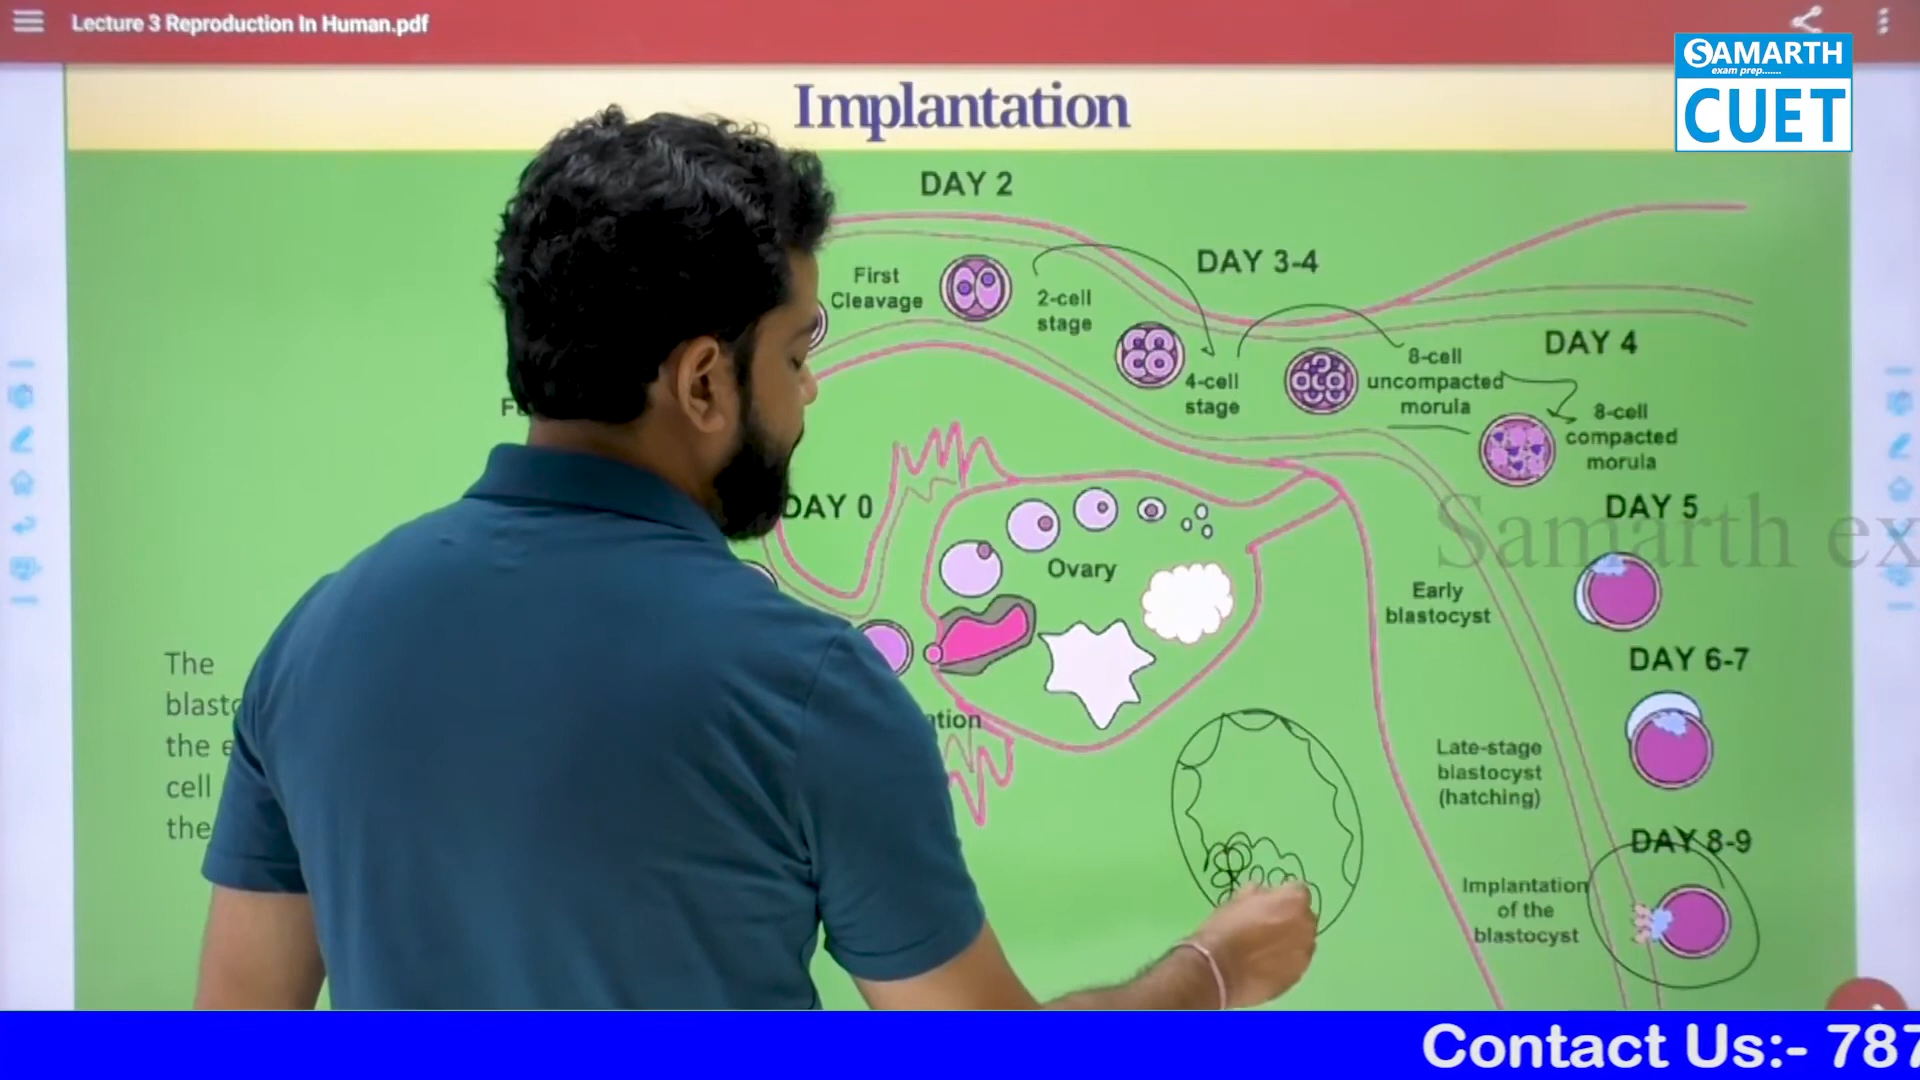 Lecture 3 Reproduction In Human.pdf
SAMARTH
exam prep.......
CUET
Implantation
DAY 2
First
Cleavage
2-cell
stage
DAY 3-4
4-cell
stage
8-cell
uncompacted
morula
DAY 4
8-cell
compacted
morula
DAY 0
Ovary
DAY 5
Samarth ex
Early
blastocyst
DAY 6-7
Late-stage
blastocyst
(hatching)
DAY 8-9
Implantation
of the
blastocyst
The
the
cell
the
Contact Us:- 787